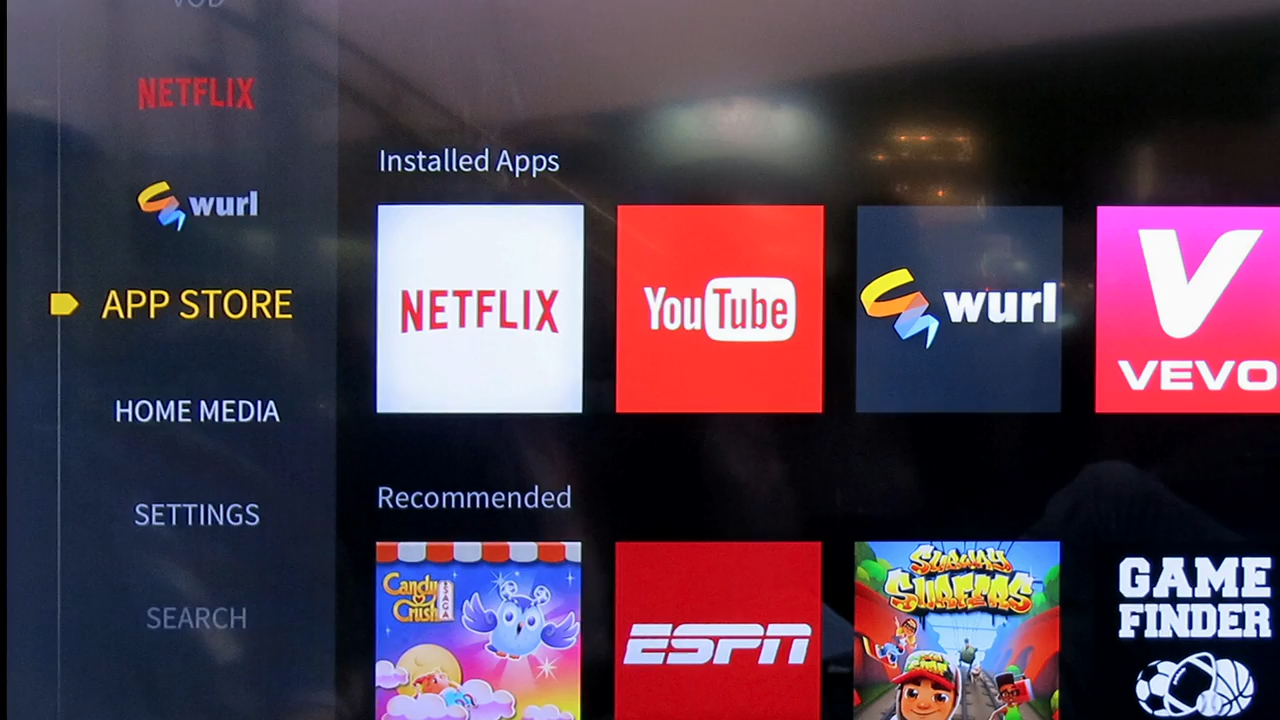 VOD
NETFLIX
wurl
APP STORE
HOME MEDIA
SETTINGS
SEARCH
Installed Apps
NETFLIX
YouTube
wurl
V
VEVO
Recommended
Candy
Crush
SAGA
ESPN
SUBWAY
SURFERS
GAME
FINDER